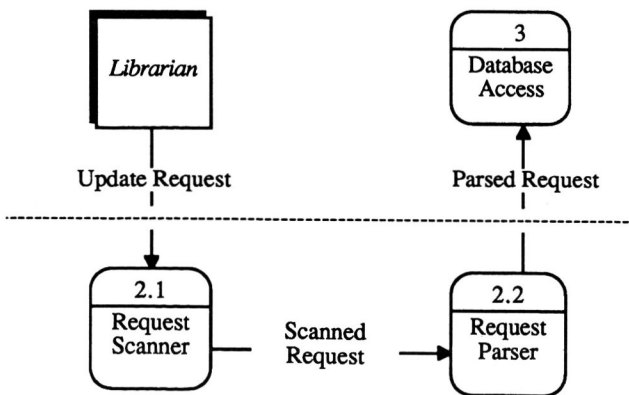 Librarian
3
Database
Access
Update Request
Parsed Request
2.1
Request
Scanner
Scanned
Request
2.2
Request
Parser